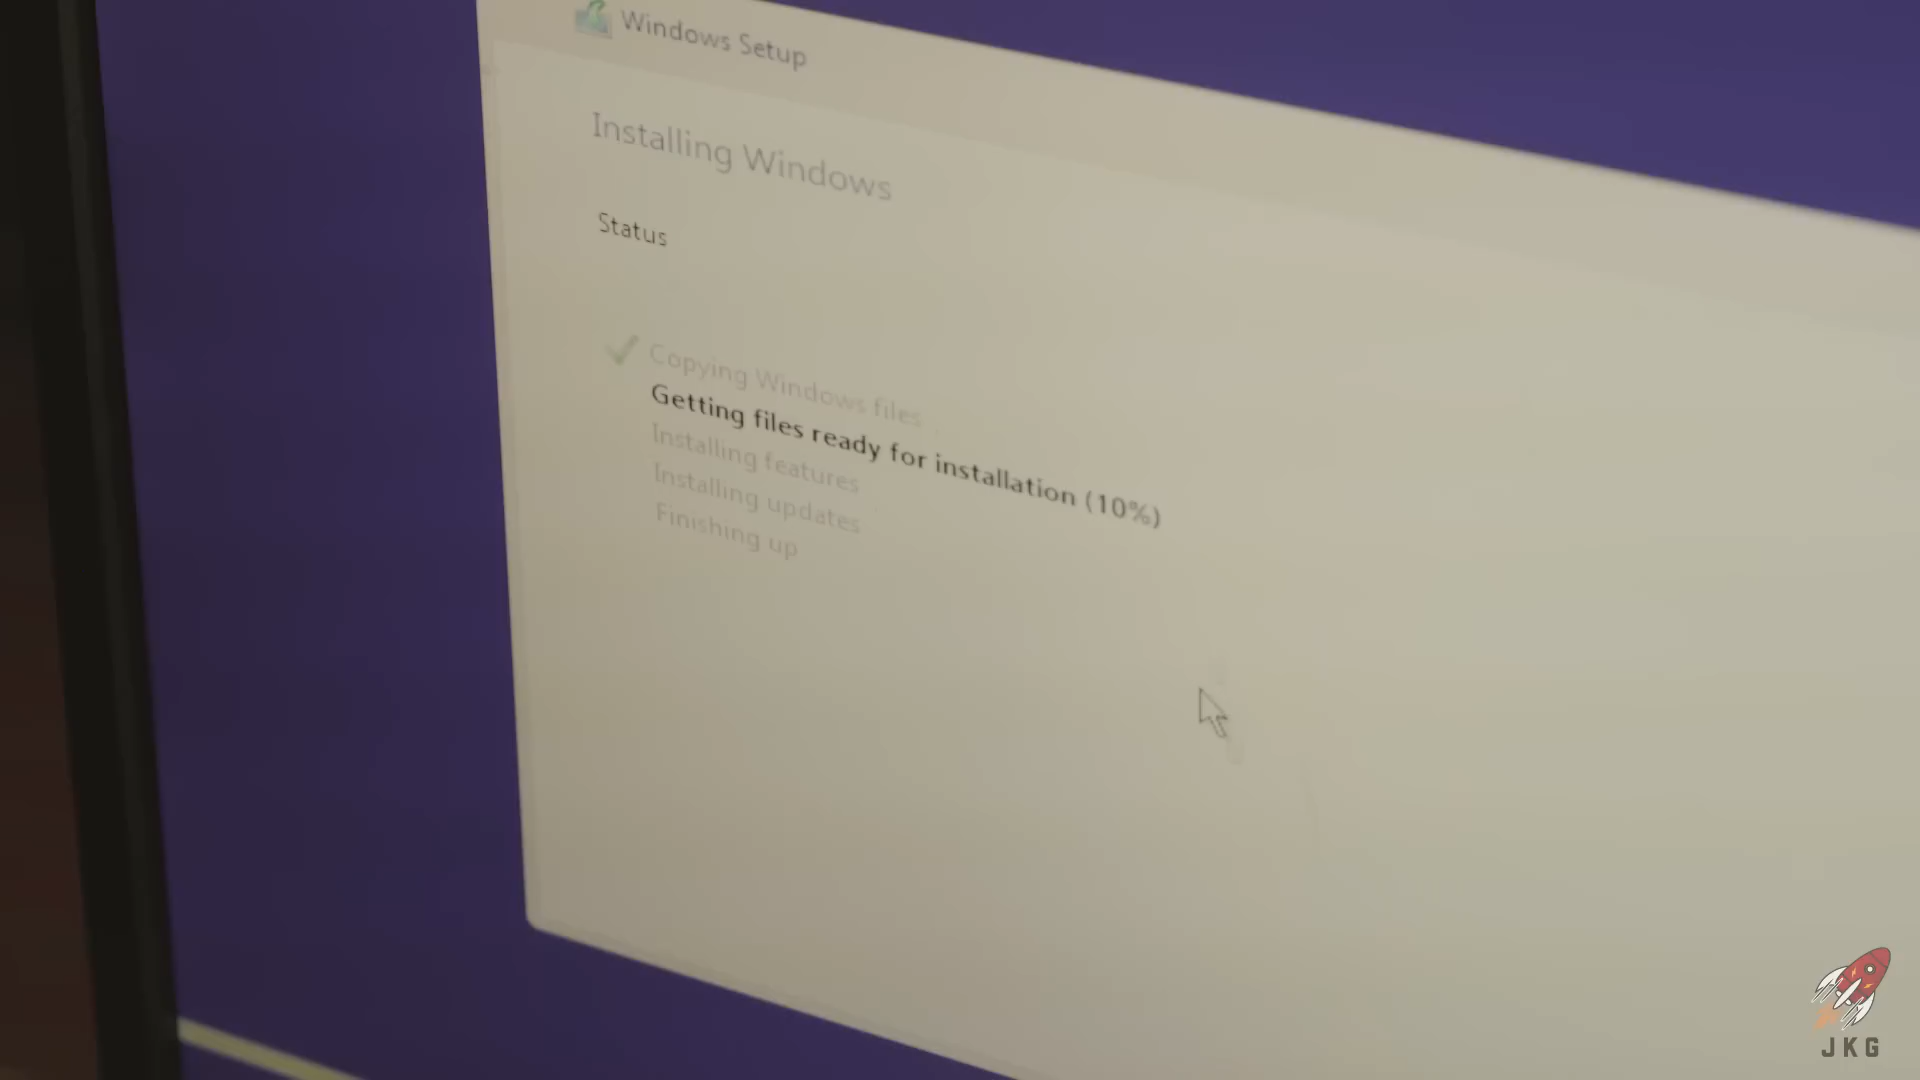 Windows Setup
Installing Windows
Status
Copying Windows files
Getting files ready for installation (10%)
Installing features
Installing updates
Finishing up
JKG